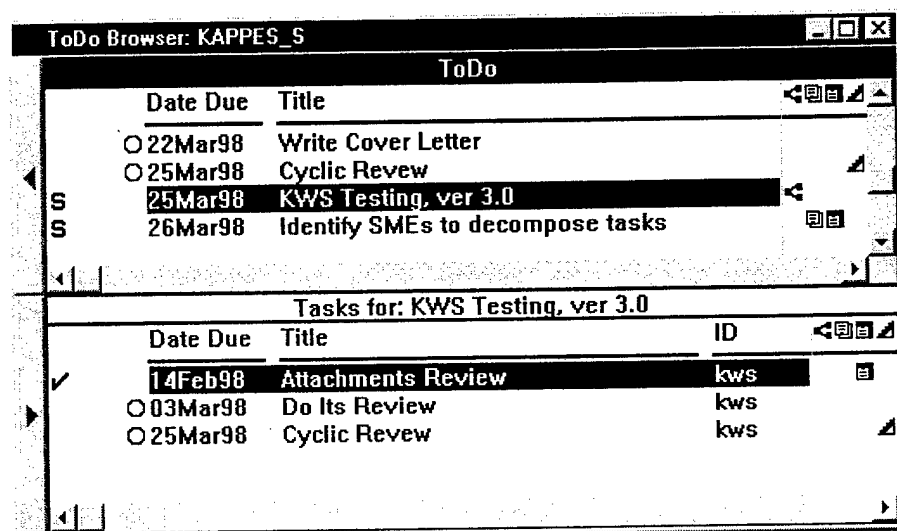 ToDo Browser: KAPPES_S
ToDo
Date Due Title
22Mar98 Write Cover Letter
25Mar98 Cyclic Revew
S 25Mar98 KWS Testing, ver 3.0
S 26Mar98 Identify SMEs to decompose tasks
Tasks for: KWS Testing, ver 3.0
Date Due Title ID
14Feb98 Attachments Review kws
03Mar98 Do Its Review kws
25Mar98 Cyclic Revew kws